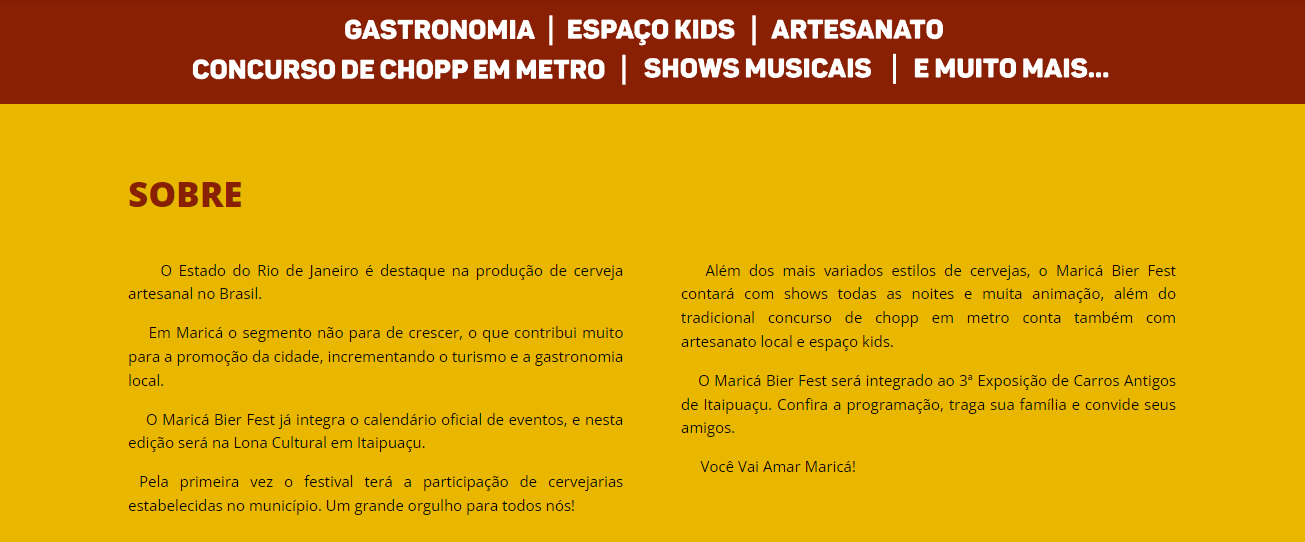 GASTRONOMIA | ESPAÇO KIDS | ARTESANATO
CONCURSO DE CHOPP EM METRO | SHOWS MUSICAIS | E MUITO MAIS...
SOBRE
O Estado do Rio de Janeiro é destaque na produção de cerveja
artesanal no Brasil.
Em Maricá o segmento não para de crescer, o que contribui muito
para a promoção da cidade, incrementando o turismo e a gastronomia
local.
O Maricá Bier Fest já integra o calendário oficial de eventos, e nesta
edição será na Lona Cultural em Itaipuaçu.
Pela primeira vez o festival terá a participação de cervejarias
estabelecidas no município. Um grande orgulho para todos nós!
Além dos mais variados estilos de cervejas, o Maricá Bier Fest
contará com shows todas as noites e muita animação, além do
tradicional concurso de chopp em metro conta também com
artesanato local e espaço kids.
O Maricá Bier Fest será integrado ao 3ª Exposição de Carros Antigos
de Itaipuaçu. Confira a programação, traga sua família e convide seus
amigos.
Você Vai Amar Maricá!